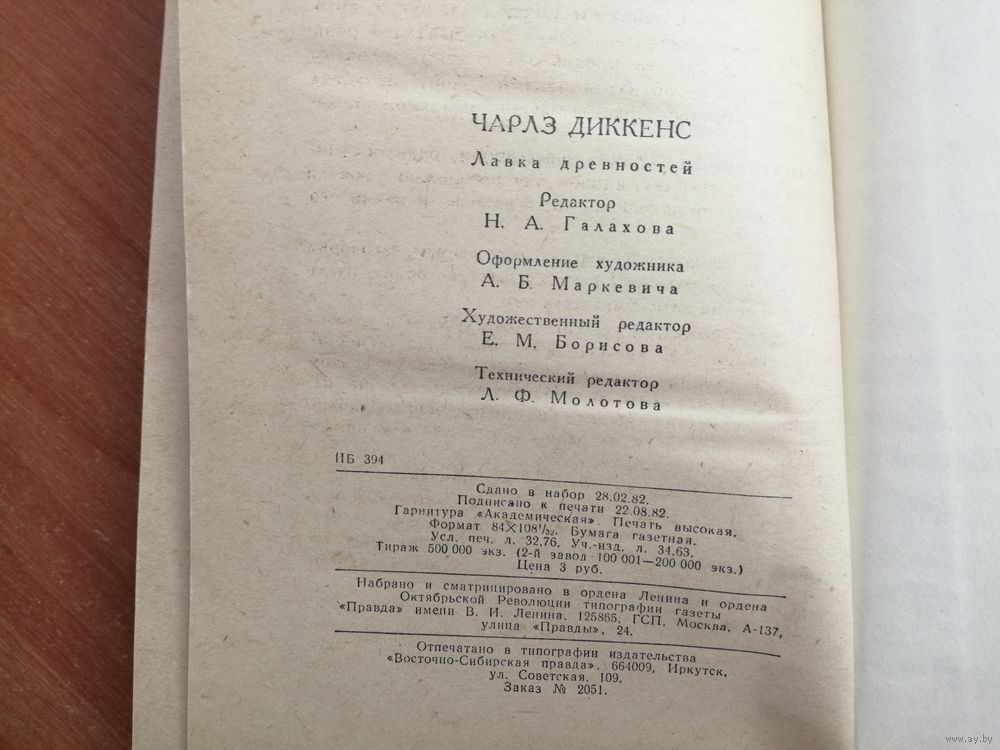 ЧАРЛЗ ДИККЕНС
Лавка древностей
Редактор
Н. А. Галахова
Оформление художника
А. Б. Маркевича
Художественный редактор
Е. М. Борисова
Технический редактор
Л. Ф. Молотова
ИБ 394
Сдано в набор 28.02.82.
Подписано к печати 22.08.82.
Гарнитура «Академическая». Печать высокая.
Формат 84×108¹/₃₂. Бумага газетная.
Усл. печ. л. 32,76. Уч.-изд. л. 34,63.
Тираж 500 000 экз. (2-й завод 100 001—200 000 экз.)
Цена 3 руб.
Набрано и сматрицировано в ордена Ленина и ордена
Октябрьской Революции типографии газеты
«Правда» имени В. И. Ленина, 125865, ГСП, Москва, А-137,
улица «Правды», 24.
Отпечатано в типографии издательства
«Восточно-Сибирская правда», 664009, Иркутск,
ул. Советская, 109.
Заказ № 2051.
www.ay.by